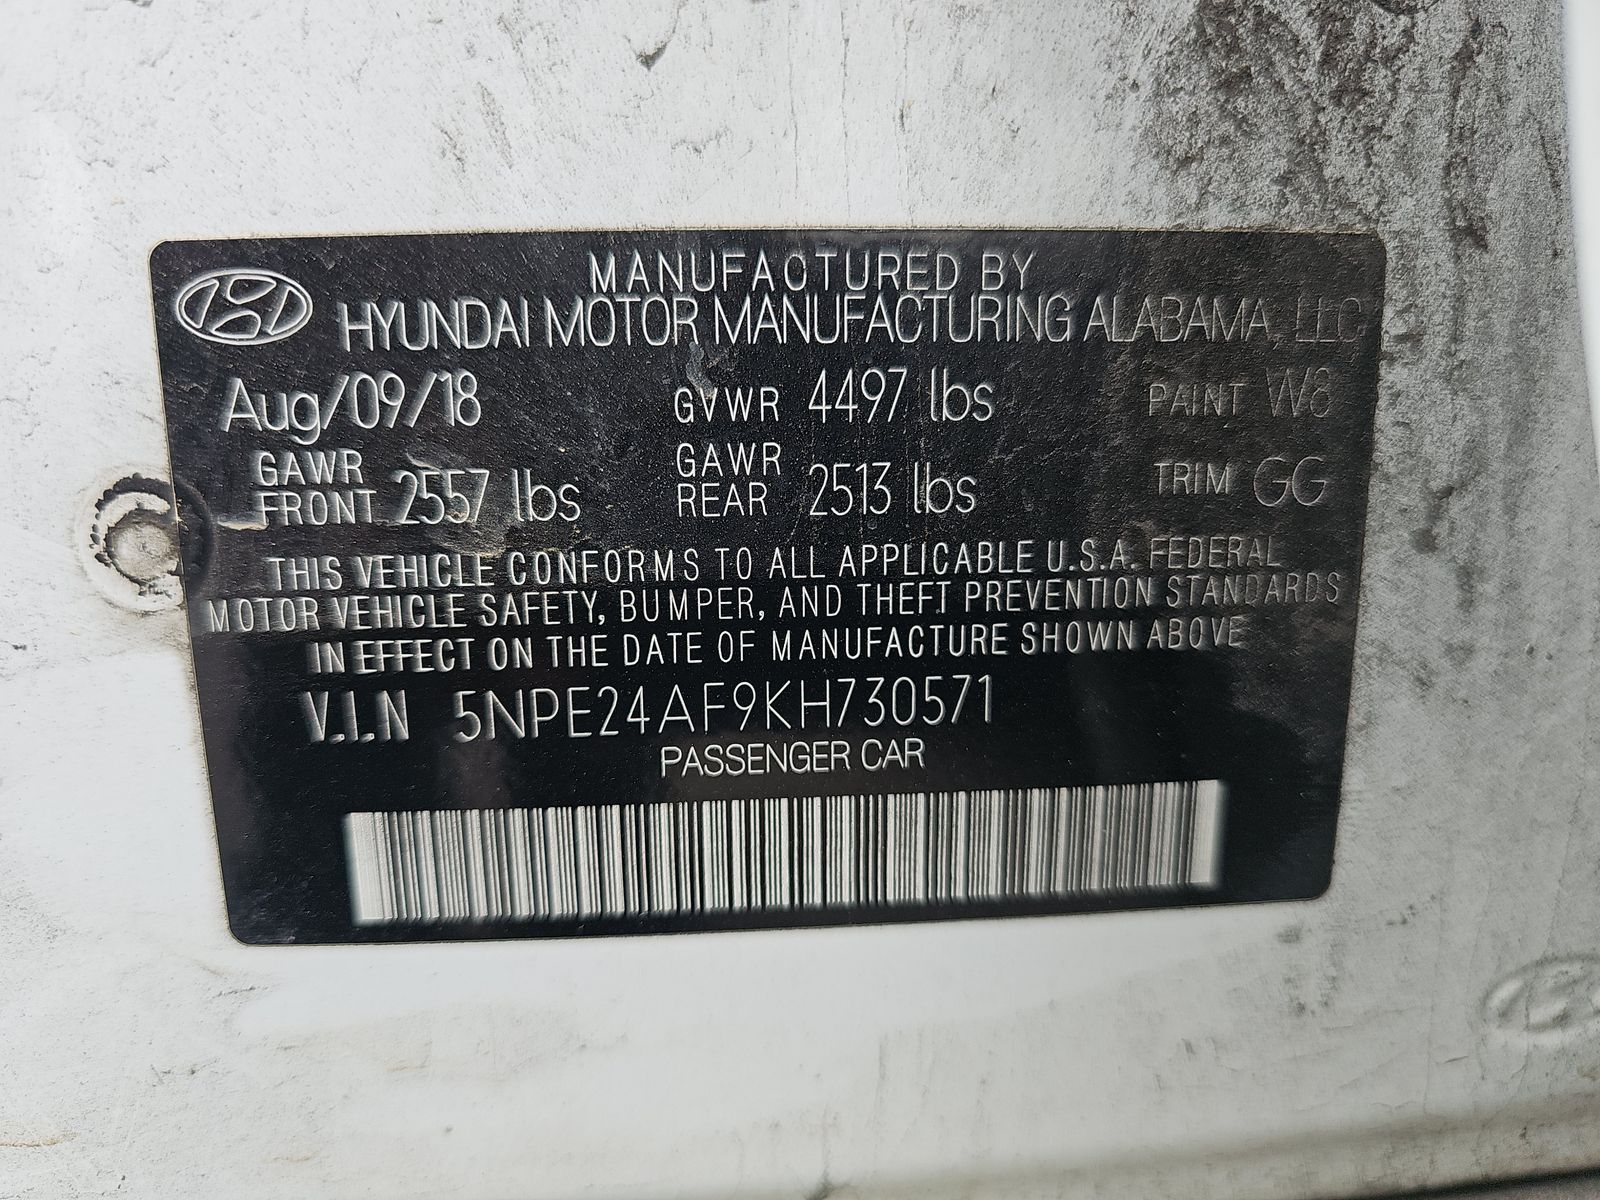 MANUFACTURED BY
HYUNDAI MOTOR MANUFACTURING ALABAMA, LLC
Aug/09/18 GVWR 4497 lbs PAINT W8
GAWR FRONT 2557 lbs GAWR REAR 2513 lbs TRIM GG
THIS VEHICLE CONFORMS TO ALL APPLICABLE U.S.A. FEDERAL
MOTOR VEHICLE SAFETY, BUMPER, AND THEFT PREVENTION STANDARDS
IN EFFECT ON THE DATE OF MANUFACTURE SHOWN ABOVE
V.I.N 5NPE24AF9KH730571
PASSENGER CAR